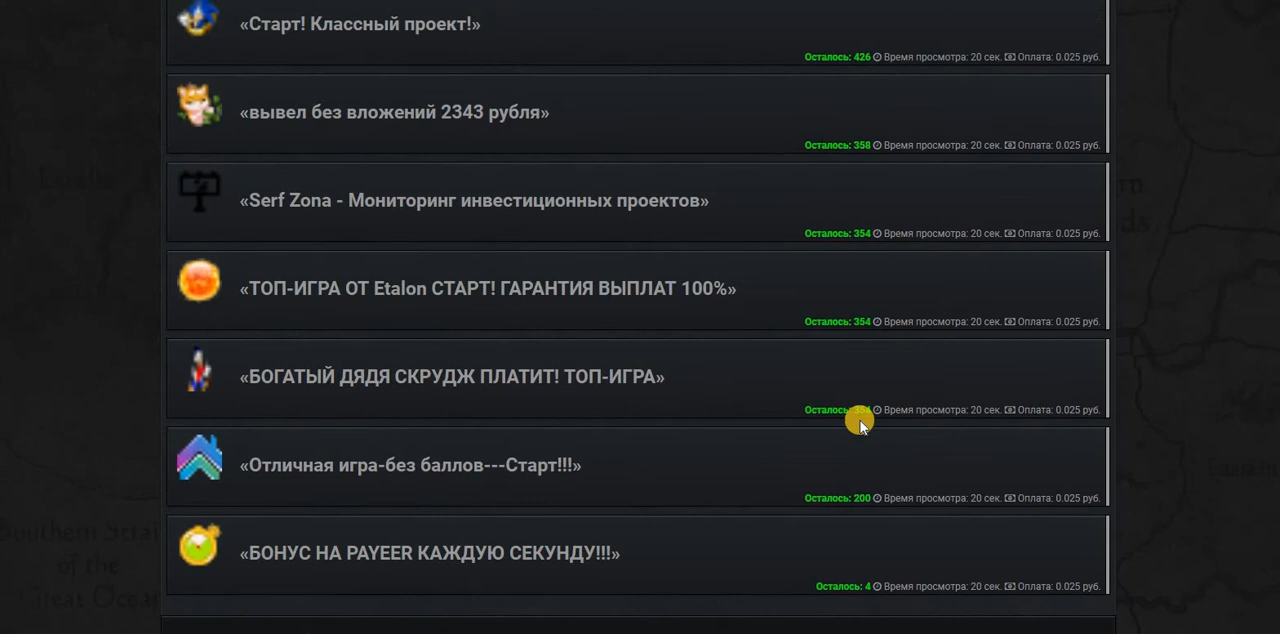 «Старт! Классный проект!»
Осталось: 426 Время просмотра: 20 сек. Оплата: 0.025 руб.
«вывел без вложений 2343 рубля»
Осталось: 358 Время просмотра: 20 сек. Оплата: 0.025 руб.
«Serf Zona - Мониторинг инвестиционных проектов»
Осталось: 354 Время просмотра: 20 сек. Оплата: 0.025 руб.
«ТОП-ИГРА ОТ Etalon СТАРТ! ГАРАНТИЯ ВЫПЛАТ 100%»
Осталось: 354 Время просмотра: 20 сек. Оплата: 0.025 руб.
«БОГАТЫЙ ДЯДЯ СКРУДЖ ПЛАТИТ! ТОП-ИГРА»
Осталось: 354 Время просмотра: 20 сек. Оплата: 0.025 руб.
«Отличная игра-без баллов---Старт!!!»
Осталось: 200 Время просмотра: 20 сек. Оплата: 0.025 руб.
«БОНУС НА PAYEER КАЖДУЮ СЕКУНДУ!!!»
Осталось: 4 Время просмотра: 20 сек. Оплата: 0.025 руб.
of the